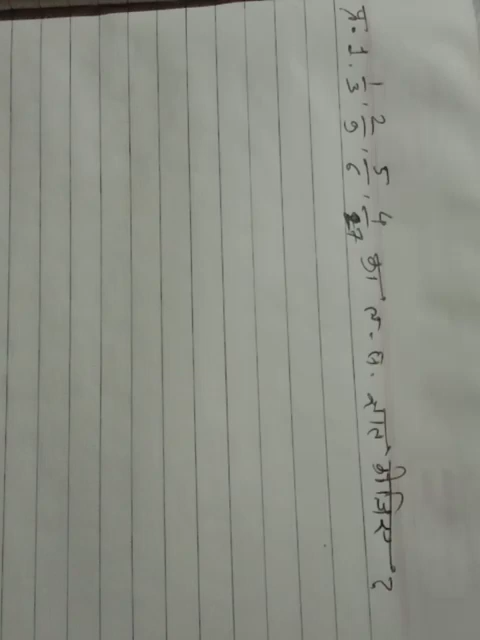 प्र. 1. 1/3, 2/9, 5/6, 4/27 का ल. स. ज्ञात कीजिए ?